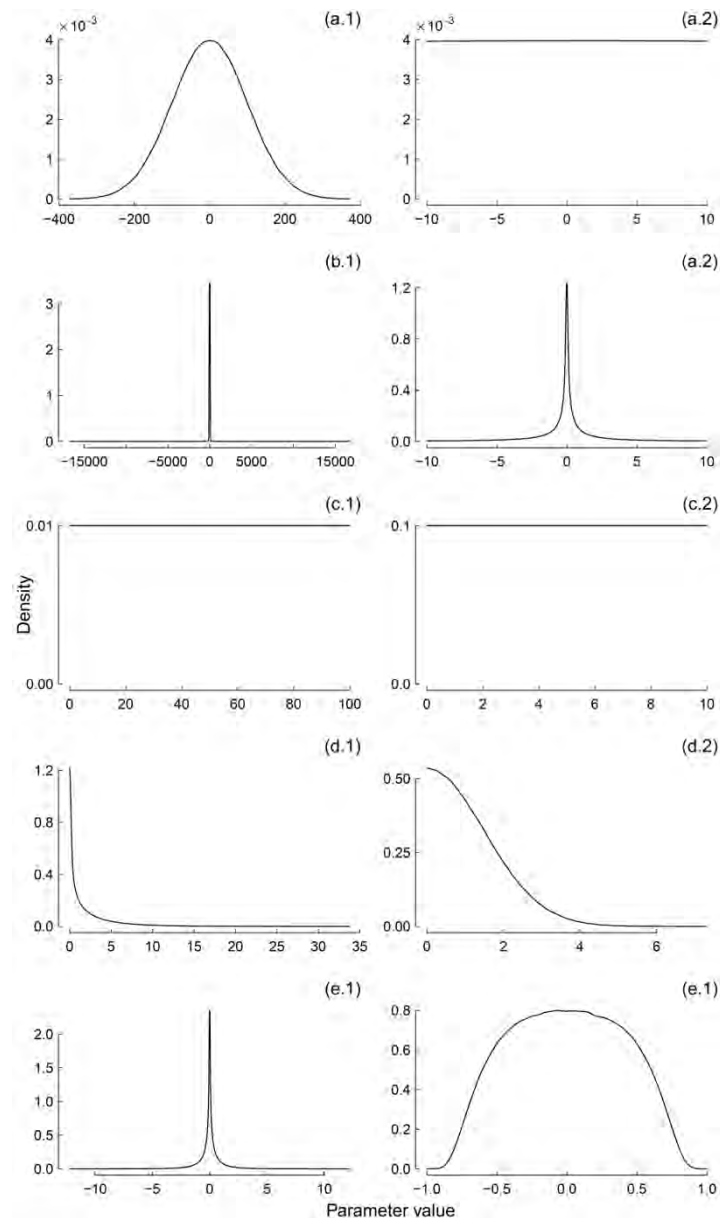 (a.1)
(a.2)
4 ×10⁻³
3
2
1
0
−400 −200 0 200 400
4 ×10⁻³
3
2
1
0
−10 −5 0 5 10
(b.1)
(a.2)
3
2
1
0
−15000 −5000 0 5000 15000
1.2
0.8
0.4
0.0
−10 −5 0 5 10
(c.1)
(c.2)
0.01
0.00
0 20 40 60 80 100
0.1
0.1
0 2 4 6 8 10
Density
(d.1)
(d.2)
1.2
0.8
0.4
0.0
0 5 10 15 20 25 30 35
0.50
0.25
0.00
0 2 4 6
(e.1)
(e.1)
2.0
1.5
1.0
0.5
0.0
−10 −5 0 5 10
0.8
0.6
0.4
0.2
0.0
−1.0 −0.5 0.0 0.5 1.0
Parameter value